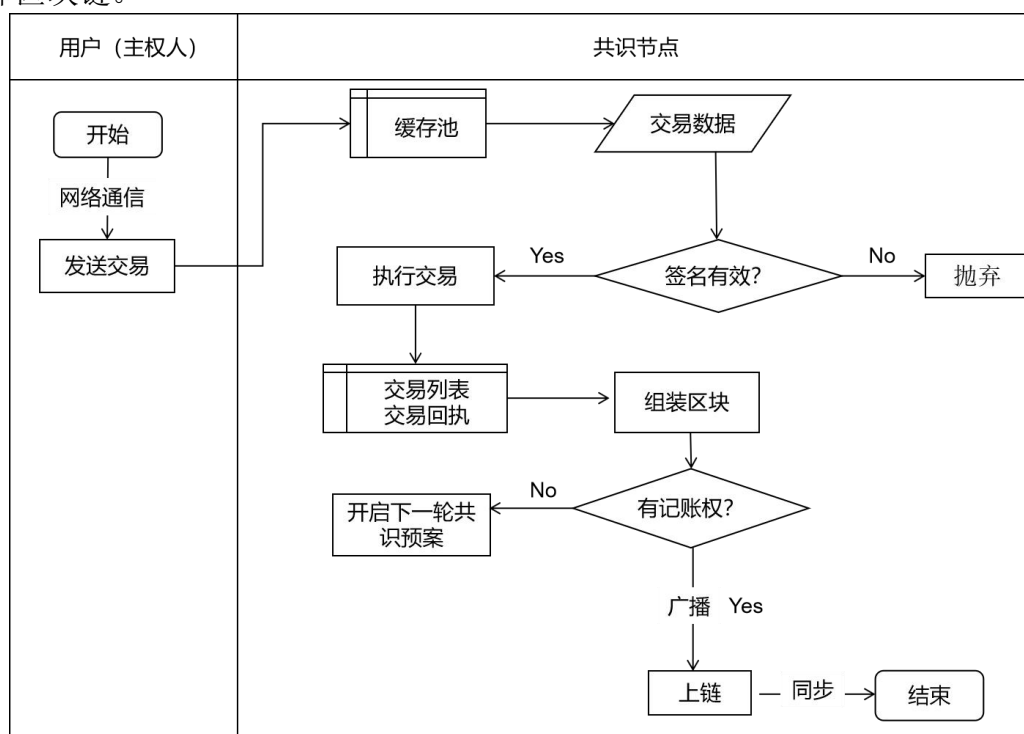 用户（主权人）
共识节点
开始
缓存池
交易数据
网络通信
发送交易
执行交易
Yes
签名有效？
No
抛弃
交易列表
交易回执
组装区块
开启下一轮共
识预案
No
有记账权？
广播 Yes
上链
同步
结束